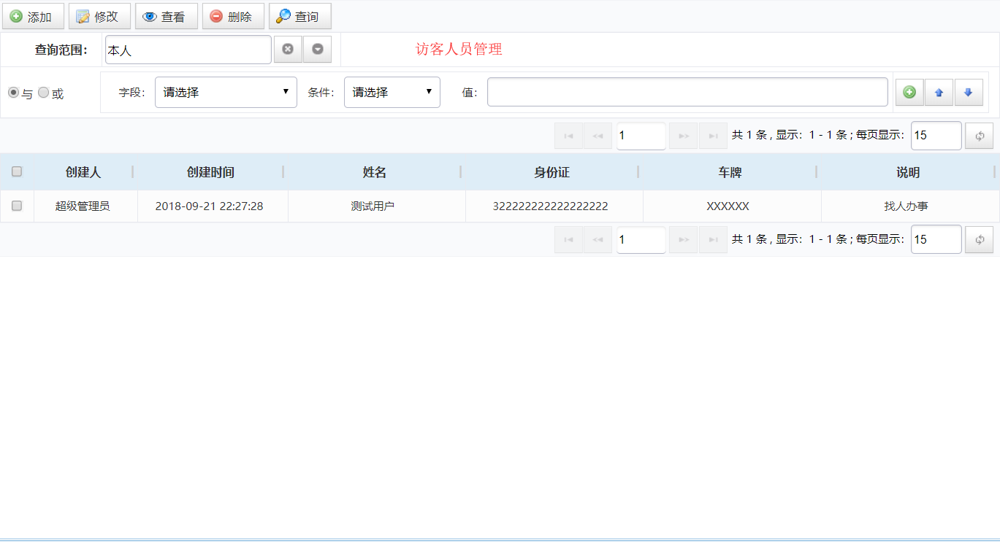 添加 修改 查看 删除 查询
查询范围： 本人 访客人员管理
与 或 字段： 请选择 条件： 请选择 值：
1 共 1 条 , 显示：1 - 1 条 ; 每页显示： 15
创建人 创建时间 姓名 身份证 车牌 说明
超级管理员 2018-09-21 22:27:28 测试用户 322222222222222222 XXXXXX 找人办事
1 共 1 条 , 显示：1 - 1 条 ; 每页显示： 15